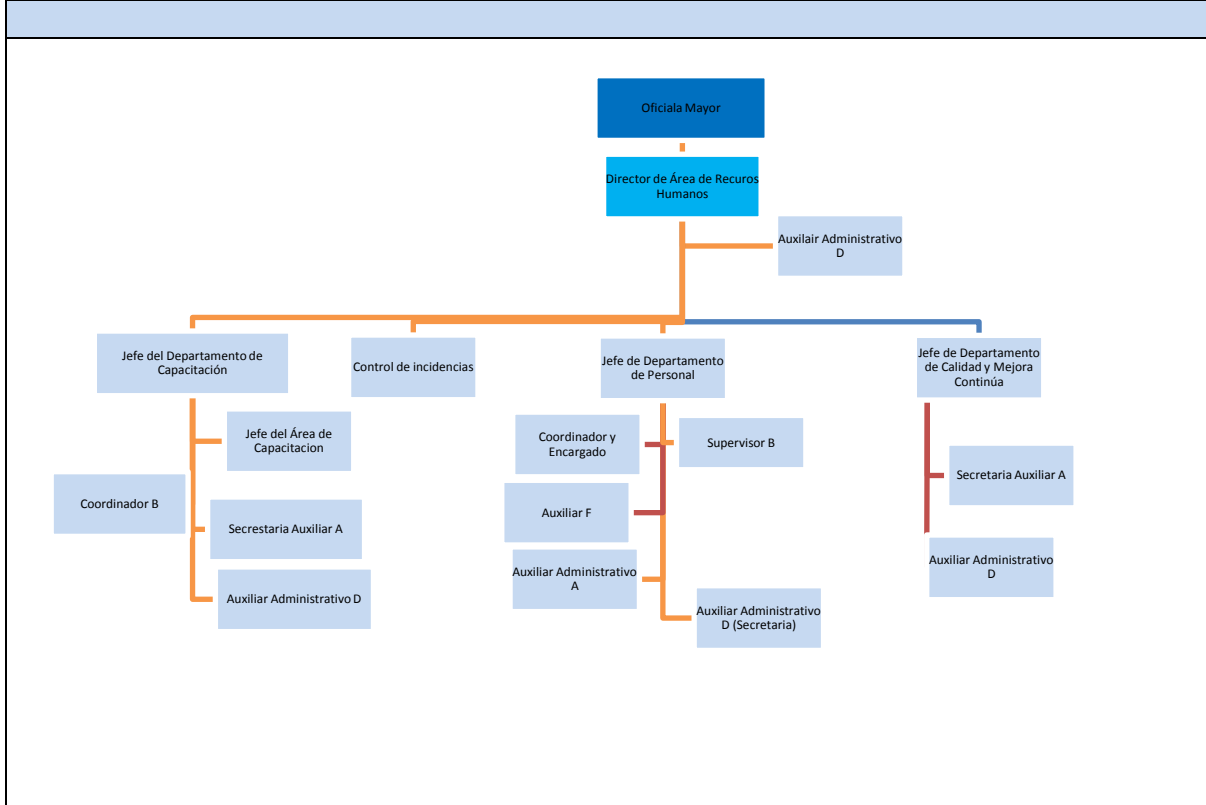 Oficiala Mayor
Director de Área de Recuros
Humanos
Auxilair Administrativo
D
Jefe del Departamento de
Capacitación
Control de incidencias
Jefe de Departamento
de Personal
Jefe de Departamento
de Calidad y Mejora
Continúa
Jefe del Área de
Capacitacion
Coordinador B
Secrestaria Auxiliar A
Auxiliar Administrativo D
Coordinador y
Encargado
Supervisor B
Auxiliar F
Auxiliar Administrativo
A
Auxiliar Administrativo
D (Secretaria)
Secretaria Auxiliar A
Auxiliar Administrativo
D